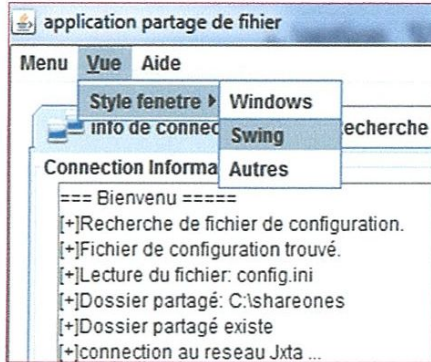 application partage de fihier
Menu Vue Aide
Style fenetre Windows
info de connec Swing echerche
Connection Informa Autres
=== Bienvenu =====
[+]Recherche de fichier de configuration.
[+]Fichier de configuration trouvé.
[+]Lecture du fichier: config.ini
[+]Dossier partagé: C:\shareones
[+]Dossier partagé existe
[+]connection au reseau Jxta ...